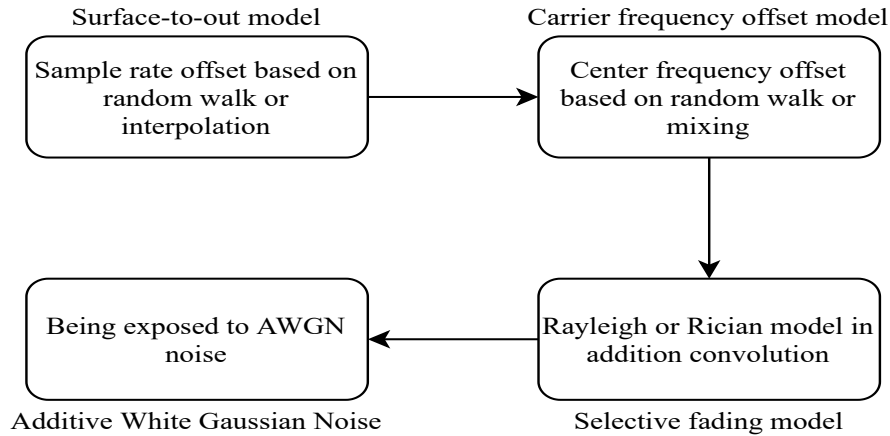 Surface-to-out model
Sample rate offset based on
random walk or
interpolation
Carrier frequency offset model
Center frequency offset
based on random walk or
mixing
Rayleigh or Rician model in
addition convolution
Selective fading model
Being exposed to AWGN
noise
Additive White Gaussian Noise